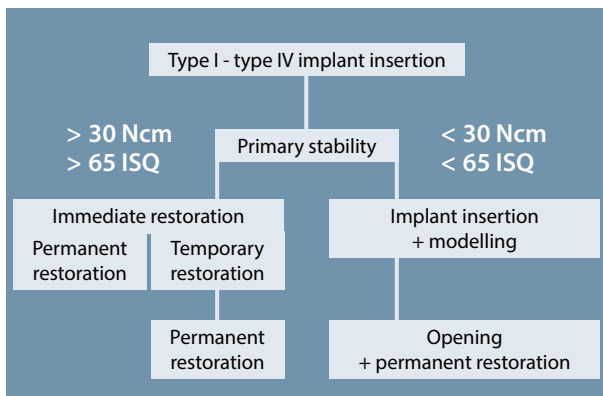 Type I - type IV implant insertion
> 30 Ncm
> 65 ISQ
Primary stability
< 30 Ncm
< 65 ISQ
Immediate restoration
Permanent
restoration
Temporary
restoration
Permanent
restoration
Implant insertion
+ modelling
Opening
+ permanent restoration